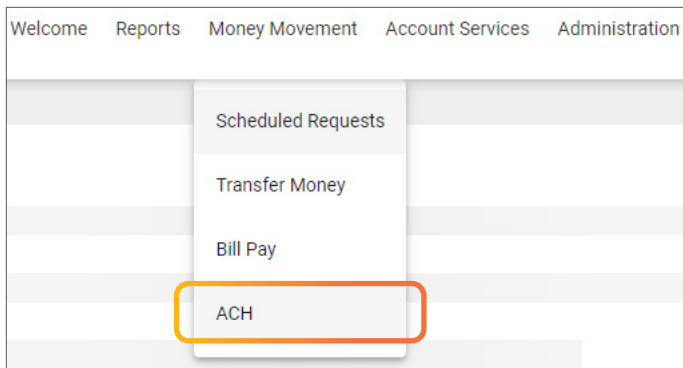 Welcome Reports Money Movement Account Services Administration
Scheduled Requests
Transfer Money
Bill Pay
ACH